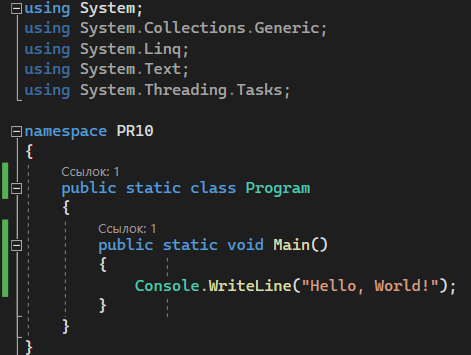 using System;
using System.Collections.Generic;
using System.Linq;
using System.Text;
using System.Threading.Tasks;
namespace PR10
{
Ссылок: 1
public static class Program
{
Ссылок: 1
public static void Main()
{
Console.WriteLine("Hello, World!");
}
}
}